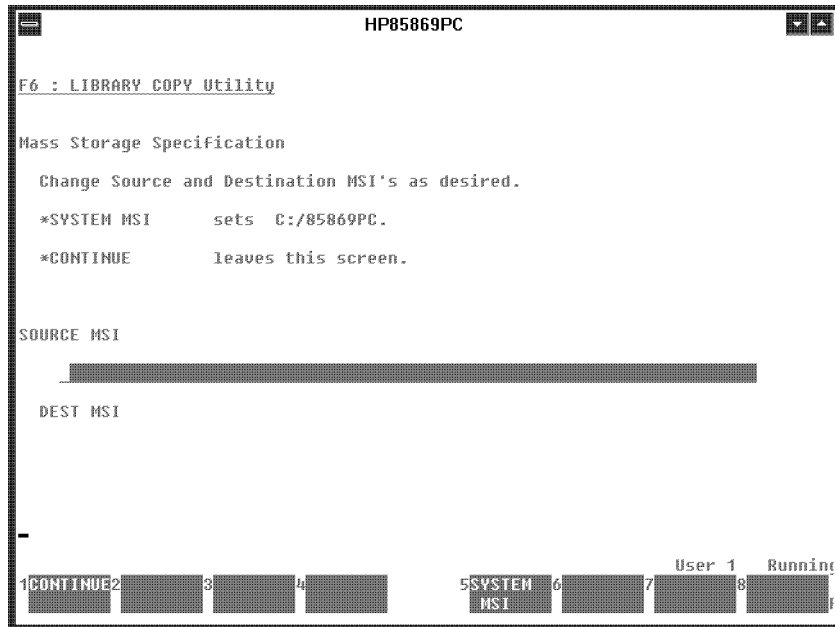 HP85869PC
F6 : LIBRARY COPY Utility
Mass Storage Specification
Change Source and Destination MSI's as desired.
*SYSTEM MSI sets C:/85869PC.
*CONTINUE leaves this screen.
SOURCE MSI
DEST MSI
User 1 Running
1CONTINUE2 3 4 5SYSTEM 6 7 8
MSI